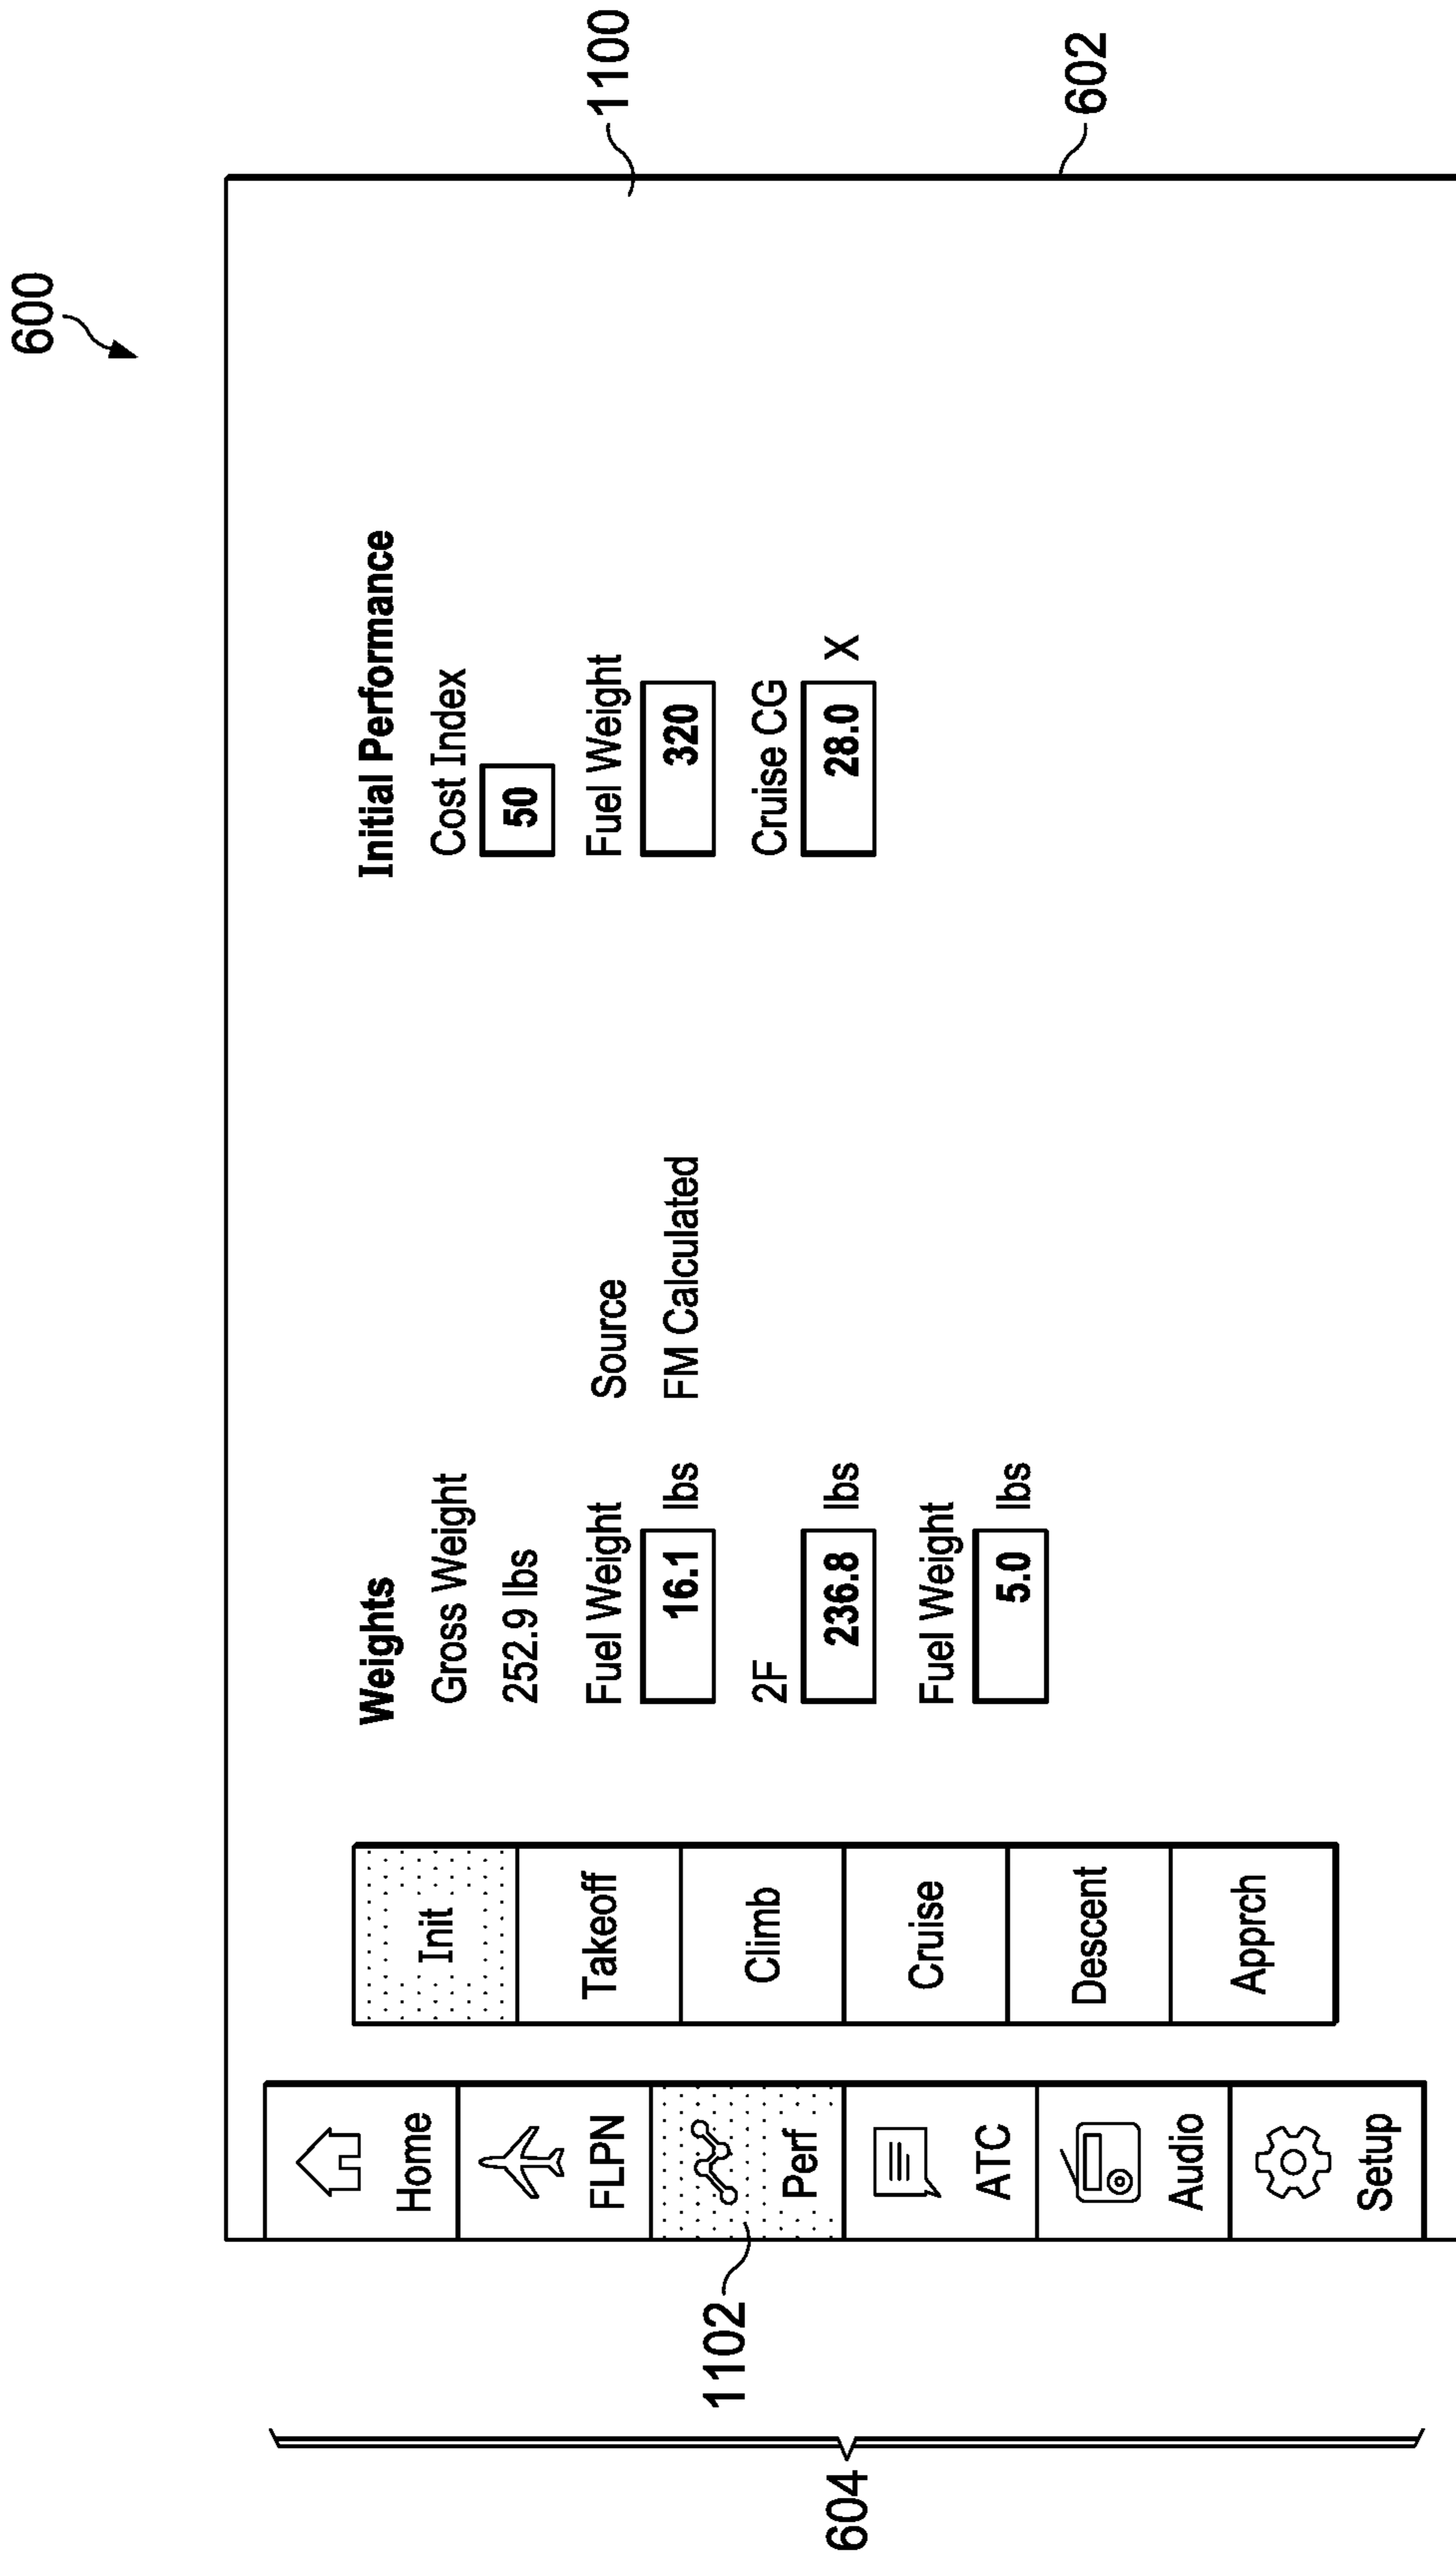 600
1100
602
604
1102
Home
FLPN
Perf
ATC
Audio
Setup
Init
Takeoff
Climb
Cruise
Descent
Apprch
Weights
Gross Weight
252.9 lbs
Fuel Weight Source
16.1 lbs FM Calculated
2F
236.8 lbs
Fuel Weight
5.0 lbs
Initial Performance
Cost Index
50
Fuel Weight
320
Cruise CG
28.0 X